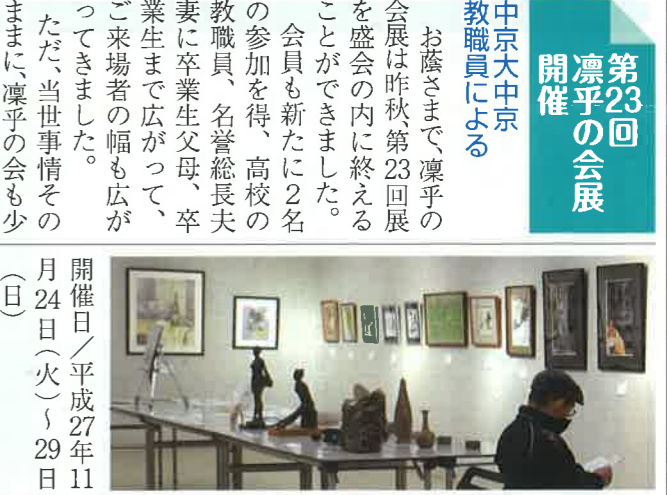 第23回
凛乎の会展
開催
中京大中京
教職員による
お蔭さまで、凜乎の
会展は昨秋、第23回展
を盛会の内に終える
ことができました。
会員も新たに２名
の参加を得、高校の
教職員、名誉総長夫
妻に卒業生父母、卒
業生まで広がって、
ご来場者の幅も広が
ってきました。
ただ、当世事情その
ままに、凜乎の会も少
開催日／平成27年11
月24日（火）〜29日
（日）